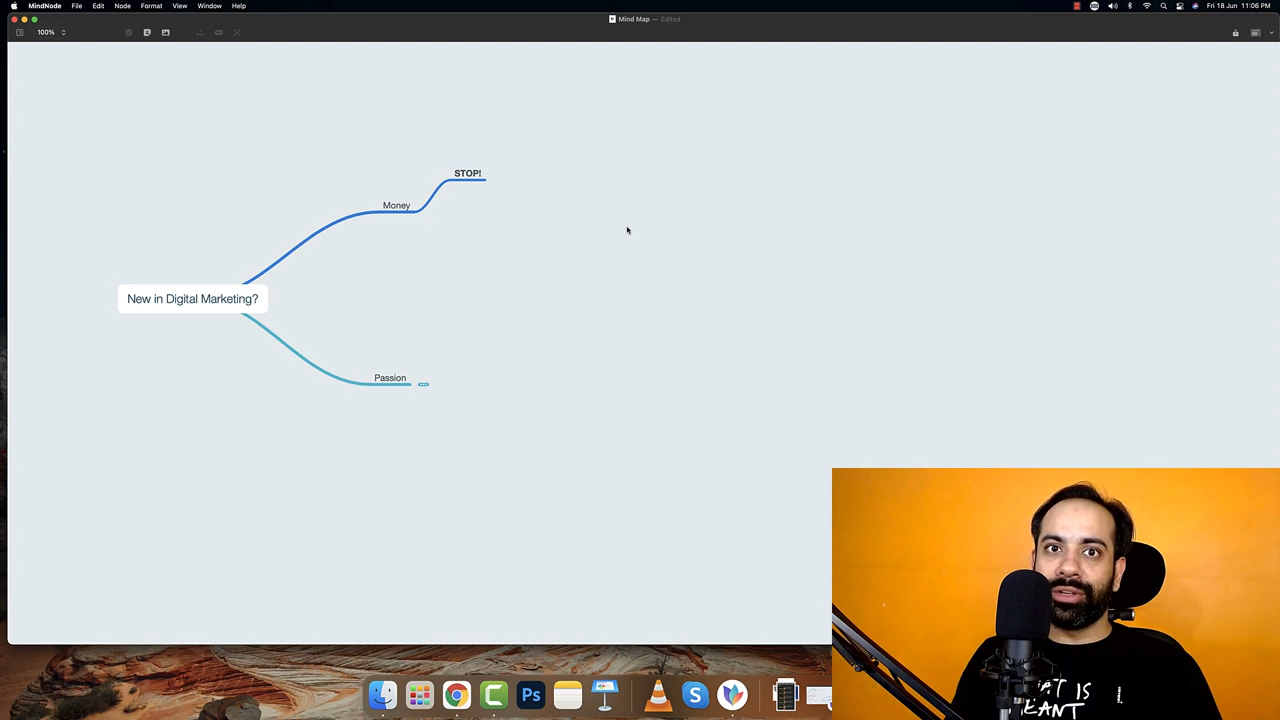 MindNode File Edit Node Format View Window Help Fri 18 Jun 11:06 PM
Mind Map — Edited
100%
STOP!
Money
New in Digital Marketing?
Passion
Ps